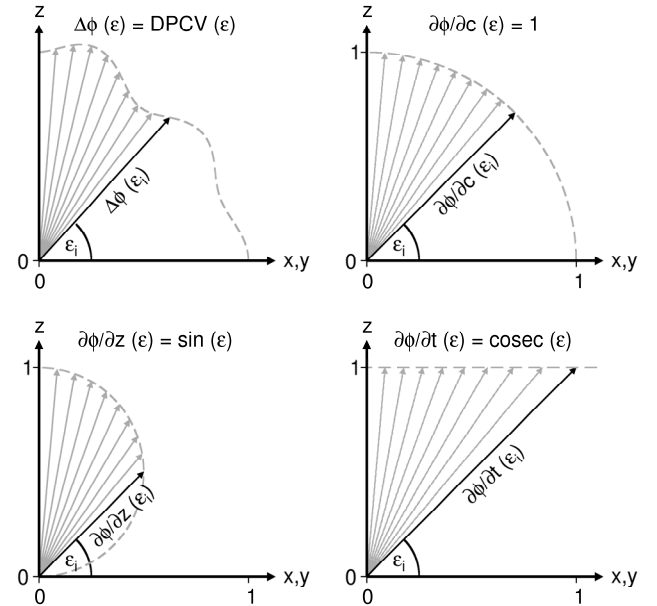 z
Δϕ (ε) = DPCV (ε)
Δϕ (εi)
εi
0
0
x,y
z
∂ϕ/∂c (ε) = 1
1
∂ϕ/∂c (εi)
εi
0
0
1
x,y
z
∂ϕ/∂z (ε) = sin (ε)
1
∂ϕ/∂z (εi)
εi
0
0
1
x,y
z
∂ϕ/∂t (ε) = cosec (ε)
1
∂ϕ/∂t (εi)
εi
0
0
1
x,y